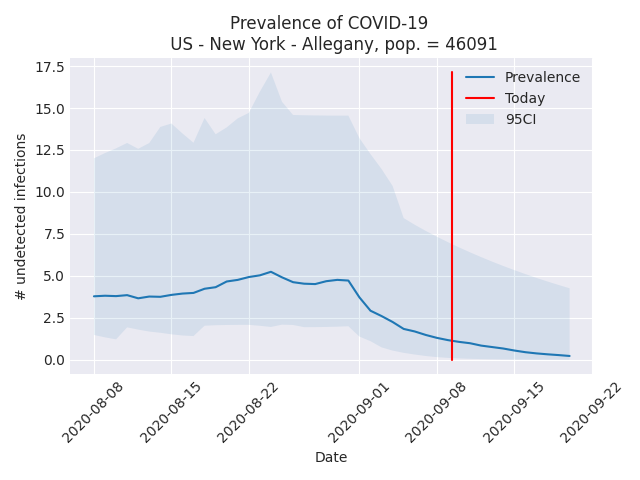 Prevalence of COVID-19
US - New York - Allegany, pop. = 46091
17.5
15.0
12.5
10.0
7.5
5.0
2.5
0.0
# undetected infections
Prevalence
Today
95CI
2020-08-08
2020-08-15
2020-08-22
2020-09-01
2020-09-08
2020-09-15
2020-09-22
Date